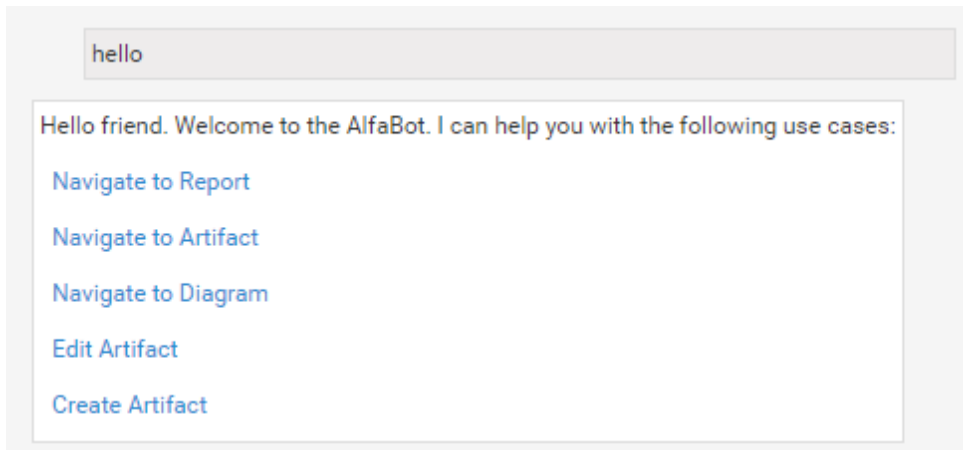 hello
Hello friend. Welcome to the AlfaBot. I can help you with the following use cases:
Navigate to Report
Navigate to Artifact
Navigate to Diagram
Edit Artifact
Create Artifact